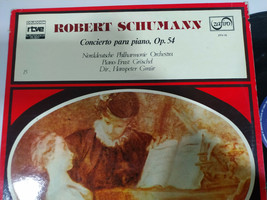 ROBERT SCHUMANN
Concierto para piano, Op. 54
Norddeutsche Philharmonie Orchestra
Piano: Ernst Gröschel
Dir.: Hanspeter Gmür
rtve
zafiro